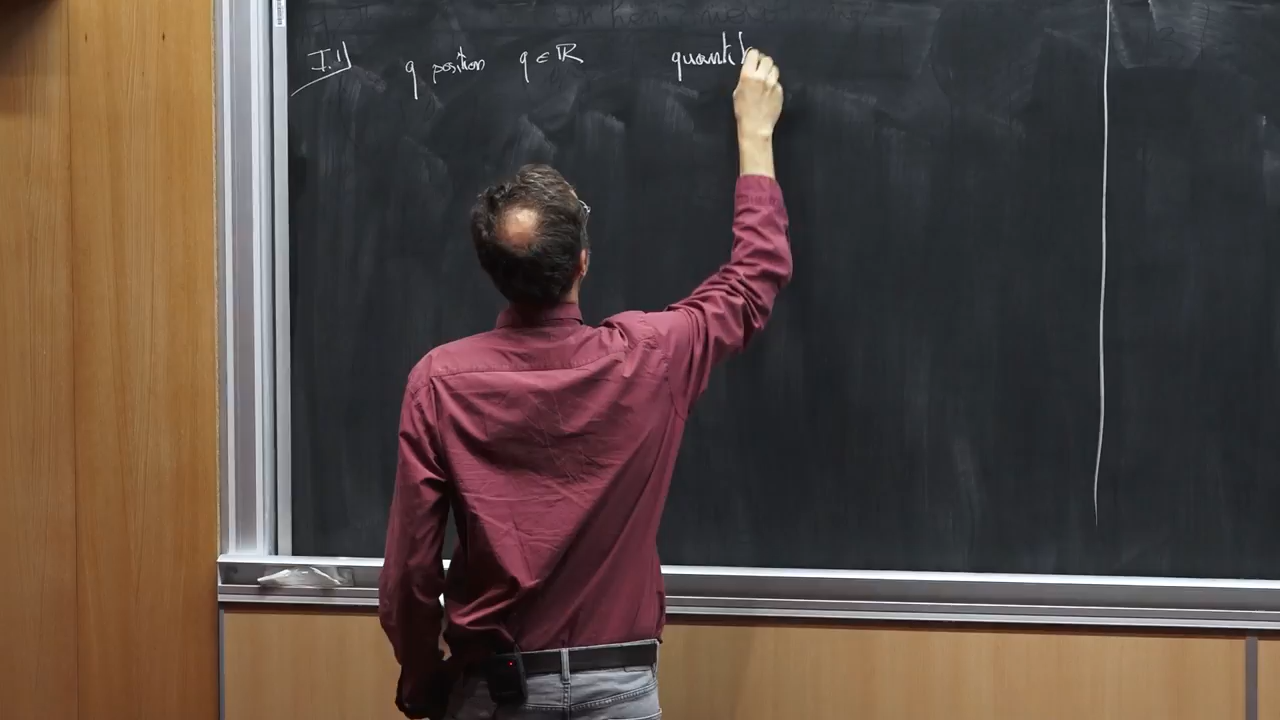 I.1) q position q ∈ ℝ quanti